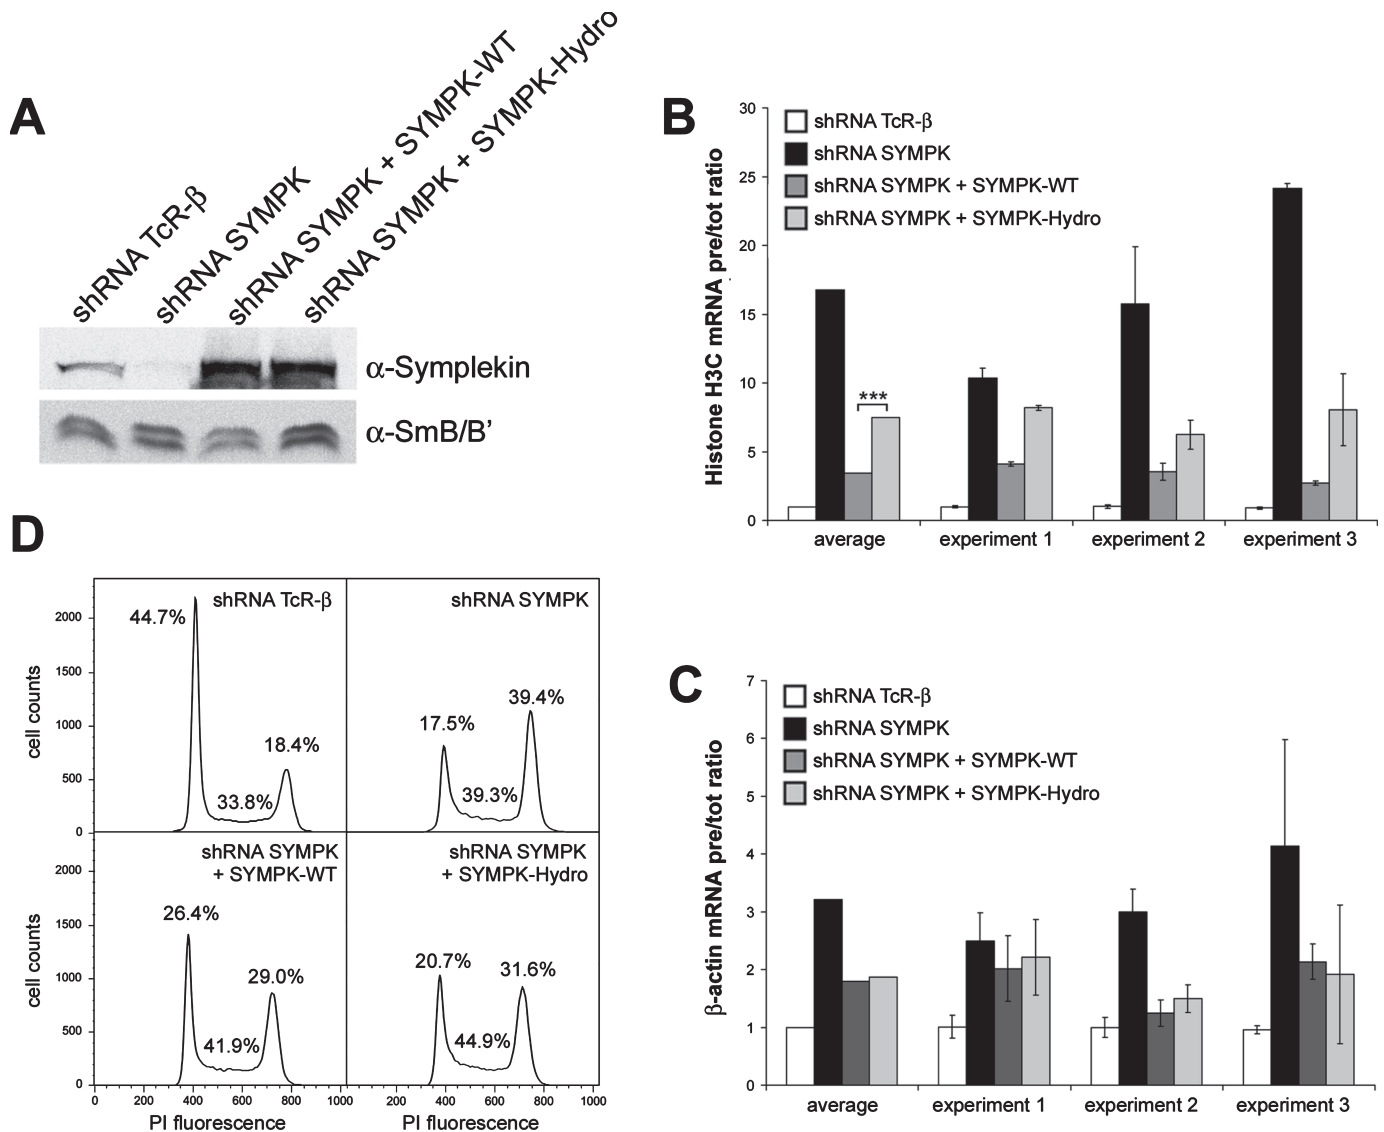 A
shRNA TcR-β
shRNA SYMPK
shRNA SYMPK + SYMPK-WT
shRNA SYMPK + SYMPK-Hydro
α-Symplekin
α-SmB/B’
B
Histone H3C mRNA pre/tot ratio
30
25
20
15
10
5
0
shRNA TcR-β
shRNA SYMPK
shRNA SYMPK + SYMPK-WT
shRNA SYMPK + SYMPK-Hydro
***
average
experiment 1
experiment 2
experiment 3
D
cell counts
2000
1500
1000
500
0
shRNA TcR-β
44.7%
18.4%
33.8%
shRNA SYMPK
17.5%
39.4%
39.3%
cell counts
2000
1500
1000
500
0
shRNA SYMPK
+ SYMPK-WT
26.4%
29.0%
41.9%
shRNA SYMPK
+ SYMPK-Hydro
20.7%
31.6%
44.9%
0 200 400 600 800 1000
200 400 600 800 1000
PI fluorescence
PI fluorescence
C
β-actin mRNA pre/tot ratio
7
6
5
4
3
2
1
0
shRNA TcR-β
shRNA SYMPK
shRNA SYMPK + SYMPK-WT
shRNA SYMPK + SYMPK-Hydro
average
experiment 1
experiment 2
experiment 3